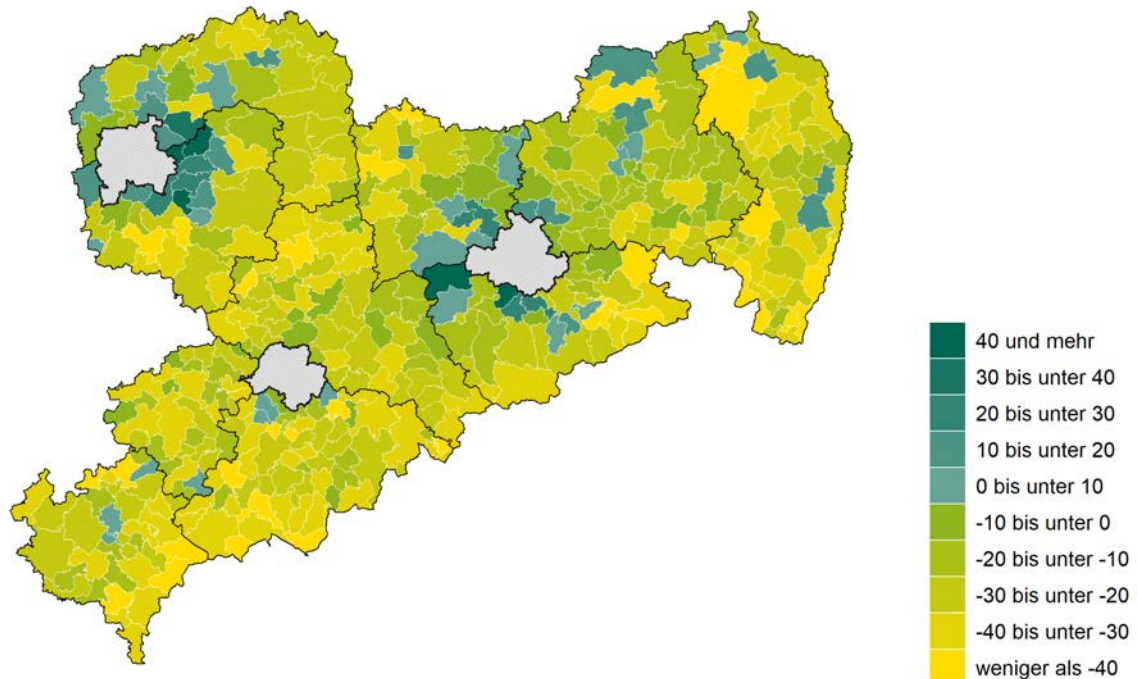 40 und mehr
30 bis unter 40
20 bis unter 30
10 bis unter 20
0 bis unter 10
-10 bis unter 0
-20 bis unter -10
-30 bis unter -20
-40 bis unter -30
weniger als -40